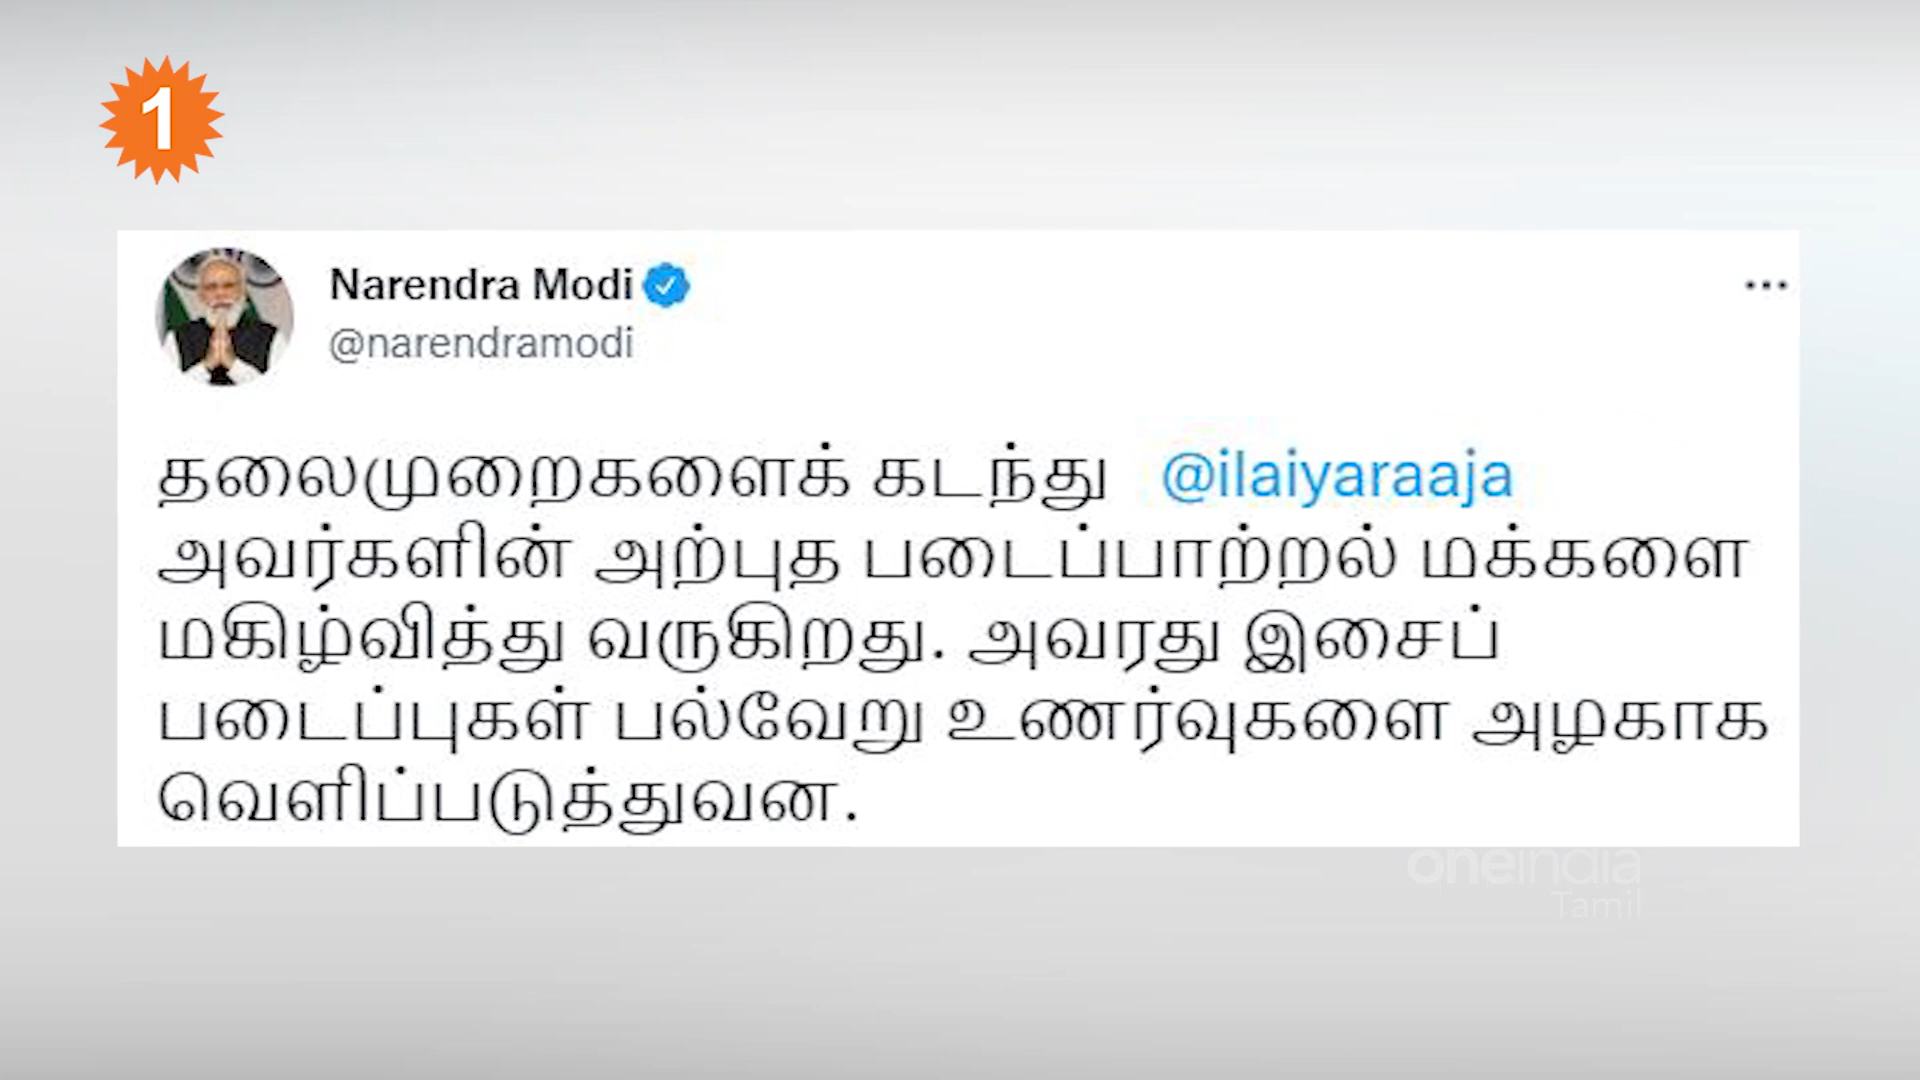 1
Narendra Modi
@narendramodi
தலைமுறைகளைக் கடந்து @ilaiyaraaja
அவர்களின் அற்புத படைப்பாற்றல் மக்களை
மகிழ்வித்து வருகிறது. அவரது இசைப்
படைப்புகள் பல்வேறு உணர்வுகளை அழகாக
வெளிப்படுத்துவன.
oneindia
Tamil